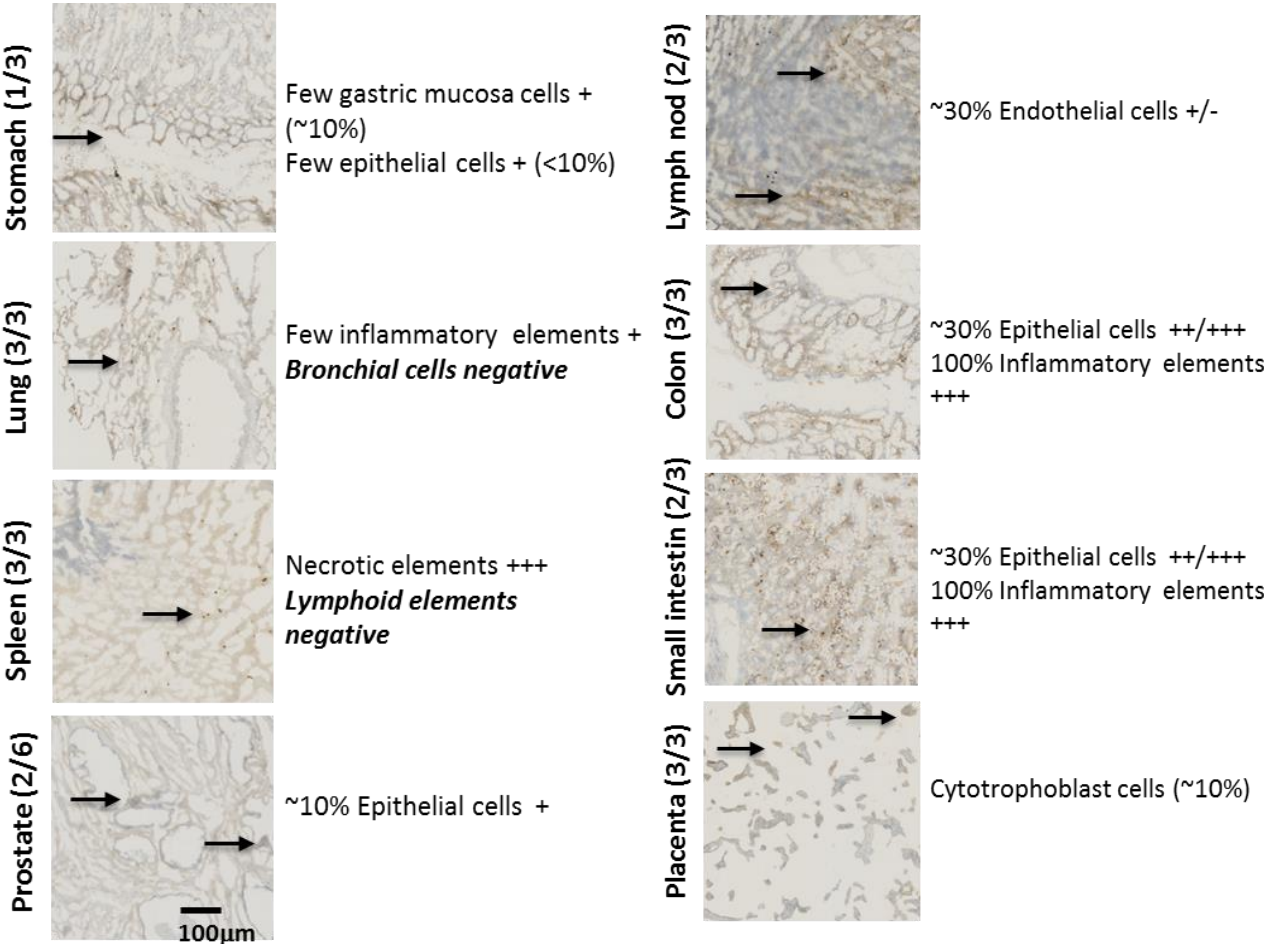 Stomach (1/3)
Few gastric mucosa cells +
(~10%)
Few epithelial cells + (<10%)
Lung (3/3)
Few inflammatory elements +
Bronchial cells negative
Spleen (3/3)
Necrotic elements +++
Lymphoid elements
negative
Prostate (2/6)
~10% Epithelial cells +
100µm
Lymph nod (2/3)
~30% Endothelial cells +/-
Colon (3/3)
~30% Epithelial cells ++/+++
100% Inflammatory elements
+++
Small intestin (2/3)
~30% Epithelial cells ++/+++
100% Inflammatory elements
+++
Placenta (3/3)
Cytotrophoblast cells (~10%)